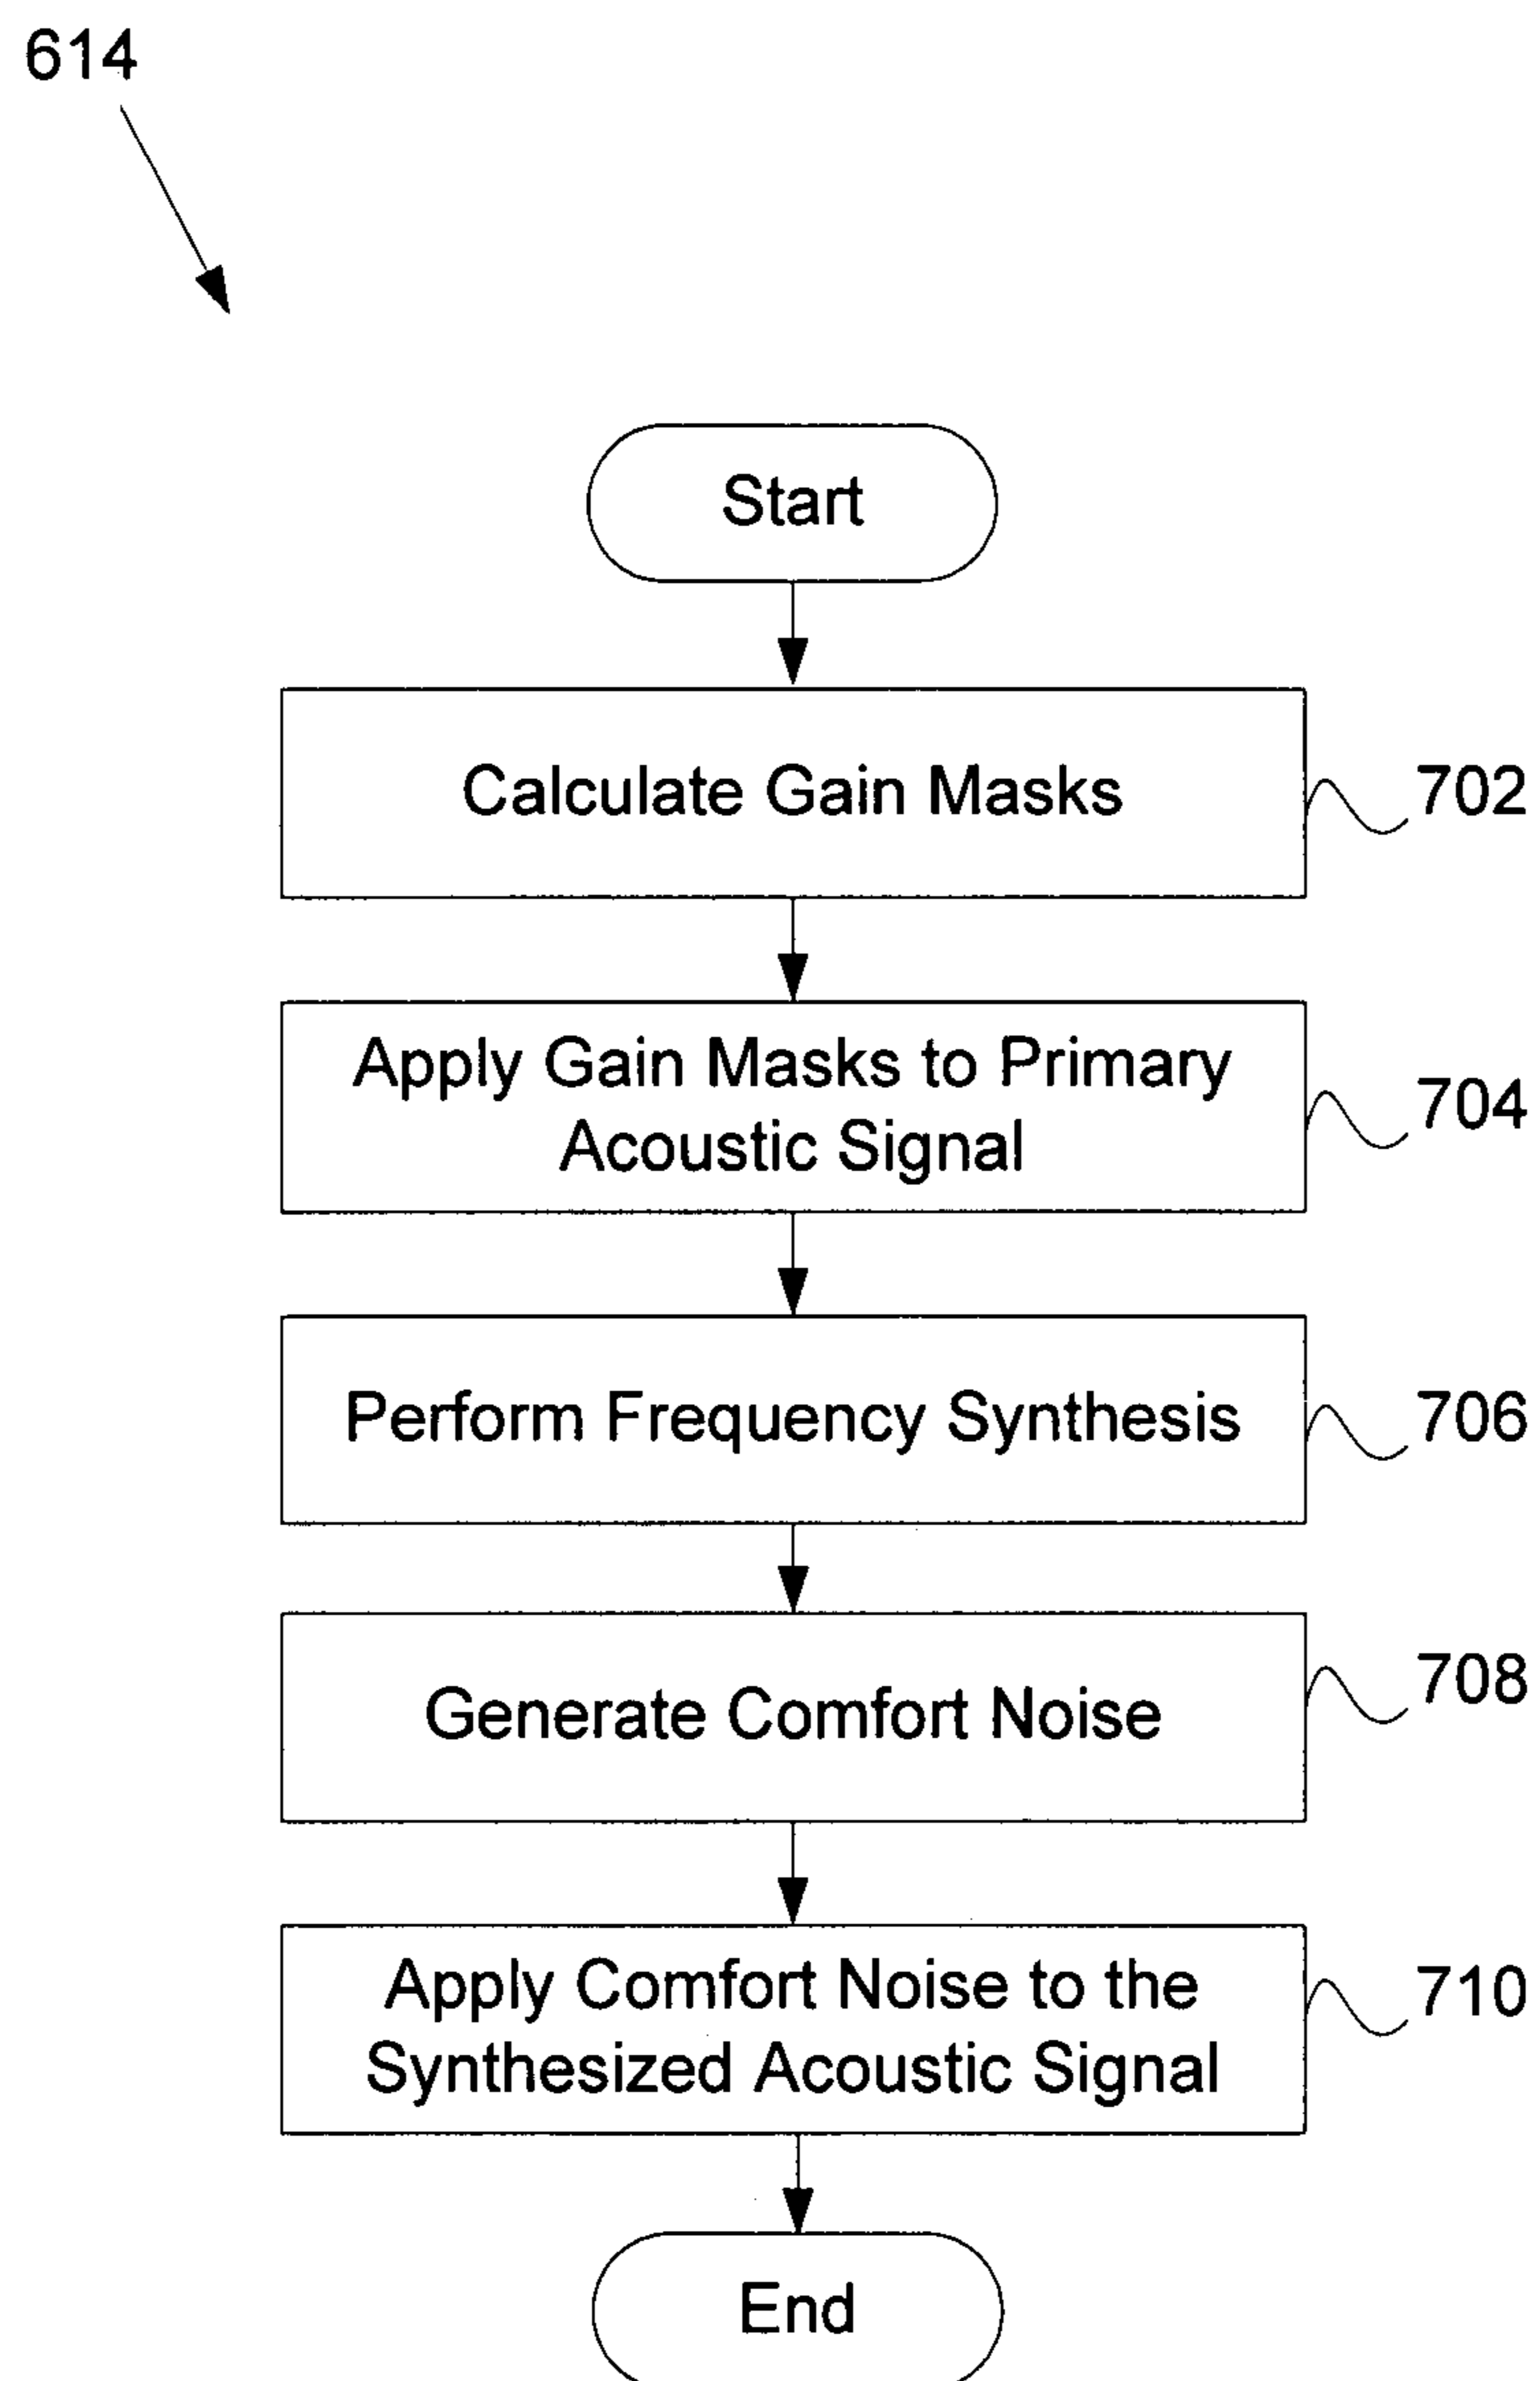 614
Start
Calculate Gain Masks
702
Apply Gain Masks to Primary
Acoustic Signal
704
Perform Frequency Synthesis
706
Generate Comfort Noise
708
Apply Comfort Noise to the
Synthesized Acoustic Signal
710
End